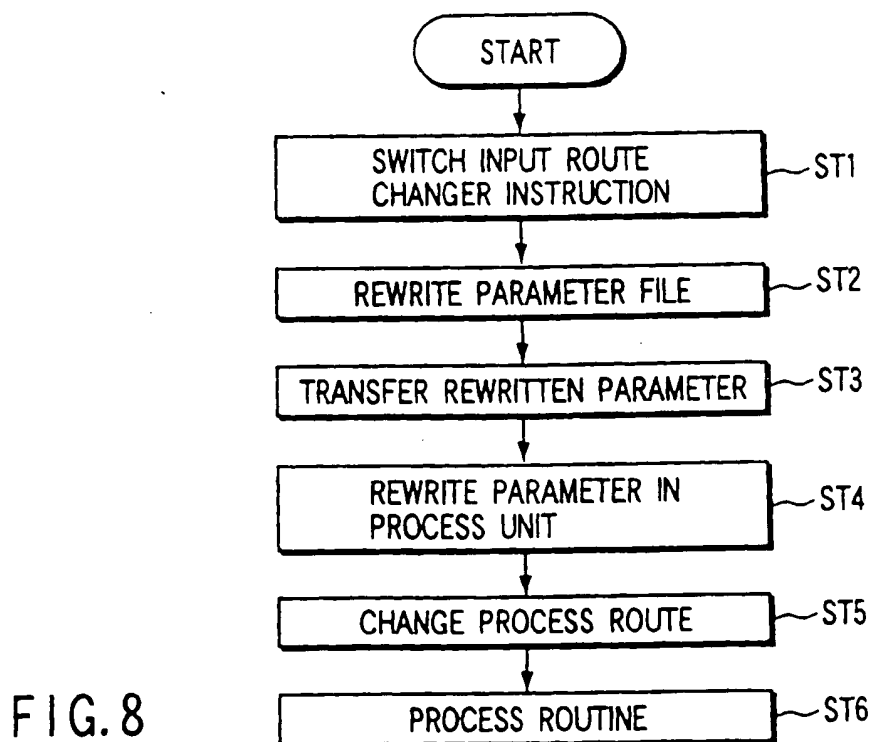 START
SWITCH INPUT ROUTE
CHANGER INSTRUCTION
ST1
REWRITE PARAMETER FILE
ST2
TRANSFER REWRITTEN PARAMETER
ST3
REWRITE PARAMETER IN
PROCESS UNIT
ST4
CHANGE PROCESS ROUTE
ST5
PROCESS ROUTINE
ST6
FIG. 8